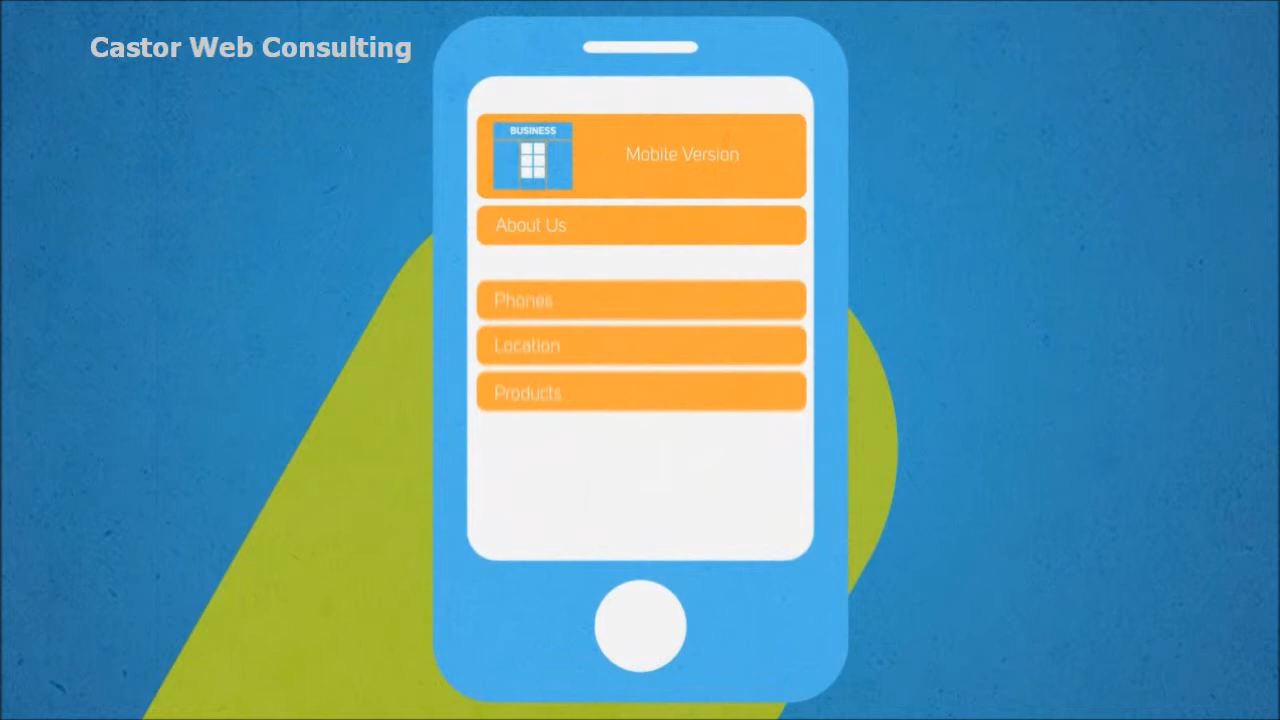 Castor Web Consulting
BUSINESS
Mobile Version
About Us
Phones
Location
Products